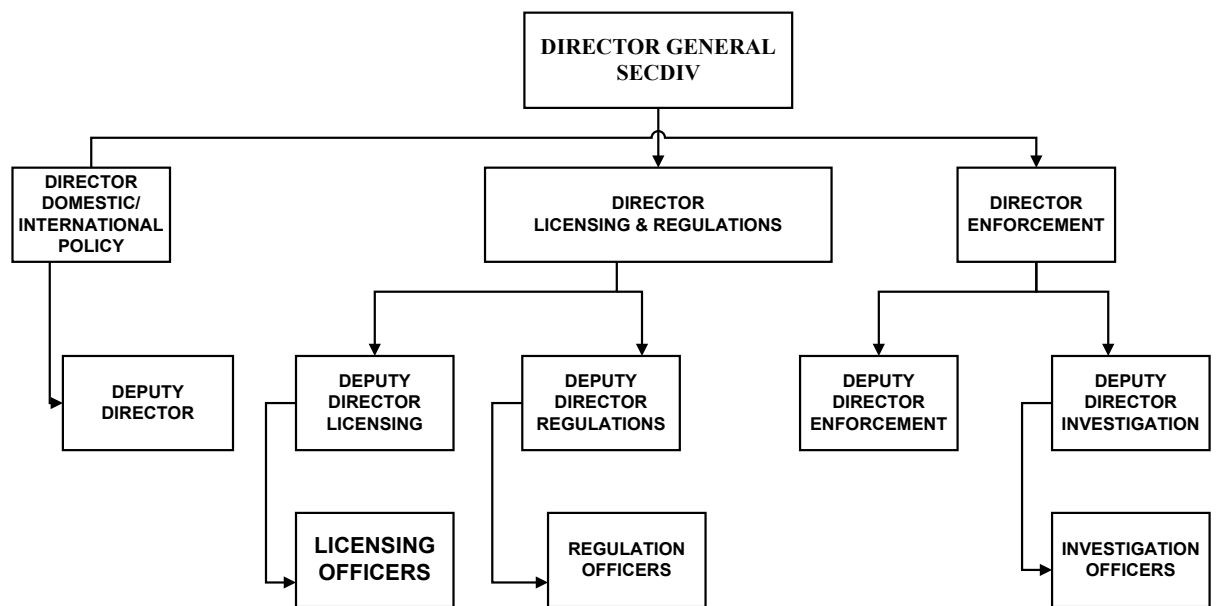 DIRECTOR GENERAL
SECDIV
DIRECTOR
DOMESTIC/
INTERNATIONAL
POLICY
DIRECTOR
LICENSING & REGULATIONS
DIRECTOR
ENFORCEMENT
DEPUTY
DIRECTOR
DEPUTY
DIRECTOR
LICENSING
DEPUTY
DIRECTOR
REGULATIONS
DEPUTY
DIRECTOR
ENFORCEMENT
DEPUTY
DIRECTOR
INVESTIGATION
LICENSING
OFFICERS
REGULATION
OFFICERS
INVESTIGATION
OFFICERS